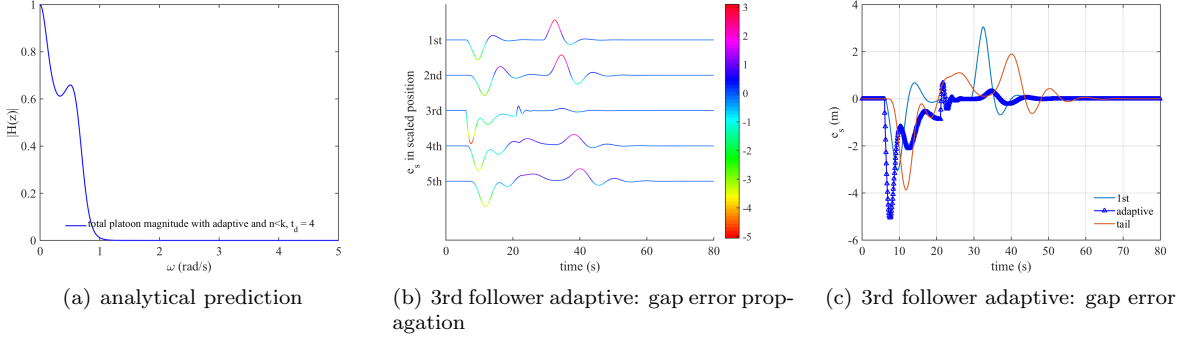 1
0.8
0.6
0.4
0.2
0
|H(z)|
total platoon magnitude with adaptive and n<k, t_d = 4
0 1 2 3 4 5
ω (rad/s)
(a) analytical prediction
1st
2nd
3rd
4th
5th
e_s in scaled position
0 20 40 60 80
time (s)
3
2
1
0
-1
-2
-3
-4
-5
(b) 3rd follower adaptive: gap error prop-
agation
4
2
0
-2
-4
-6
e_s (m)
1st
adaptive
tail
0 10 20 30 40 50 60 70 80
time (s)
(c) 3rd follower adaptive: gap error